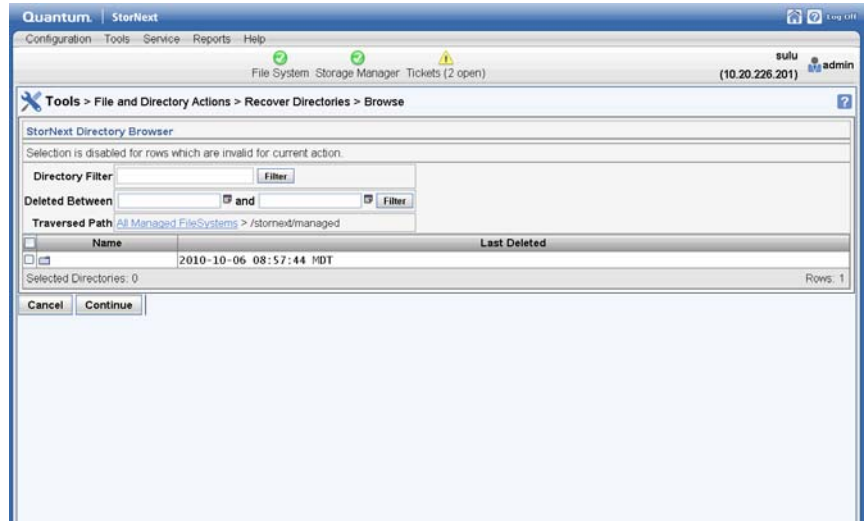 Quantum. StorNext Log Off
Configuration Tools Service Reports Help
File System Storage Manager Tickets (2 open)
sulu
(10.20.226.201)
admin
Tools > File and Directory Actions > Recover Directories > Browse
StorNext Directory Browser
Selection is disabled for rows which are invalid for current action.
Directory Filter Filter
Deleted Between and Filter
Traversed Path All Managed FileSystems > /stornext/managed
Name Last Deleted
2010-10-06 08:57:44 MDT
Selected Directories: 0 Rows: 1
Cancel Continue